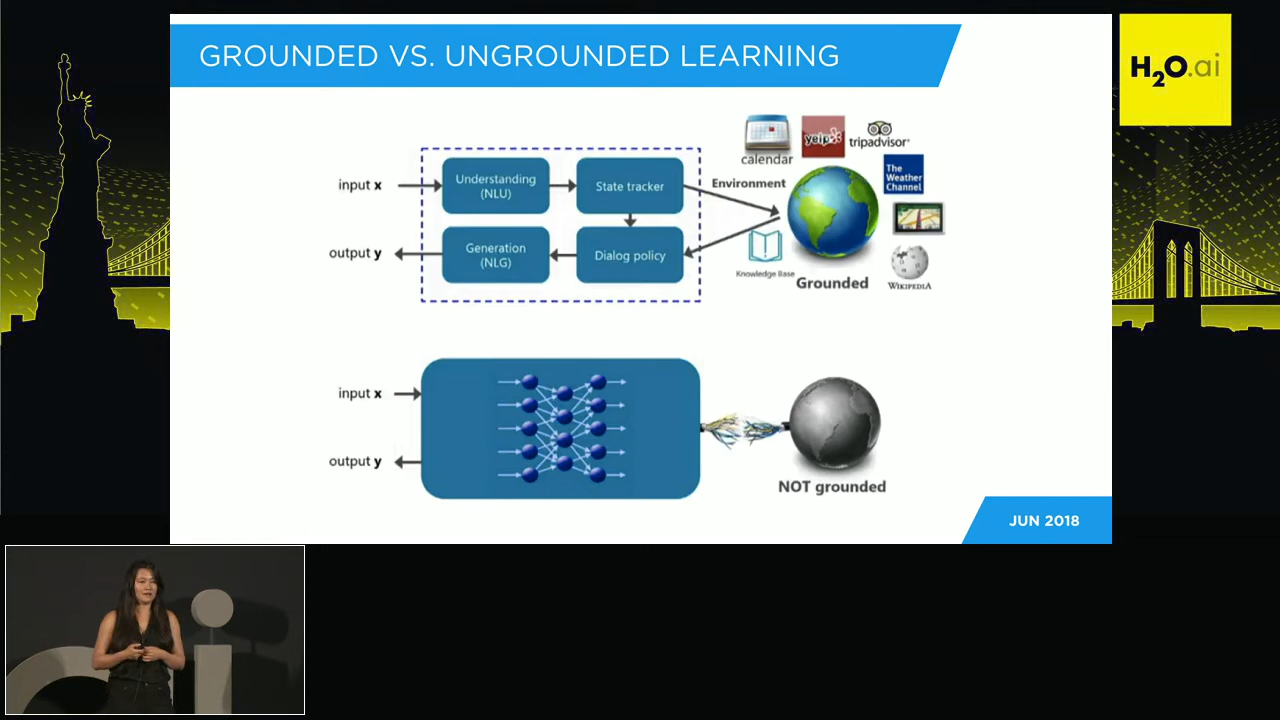 GROUNDED VS. UNGROUNDED LEARNING
H2O.ai
calendar
yelp
tripadvisor
The
Weather
Channel
WIKIPEDIA
input x
Understanding
(NLU)
State tracker
Environment
output y
Generation
(NLG)
Dialog policy
Knowledge Base
Grounded
input x
output y
NOT grounded
JUN 2018